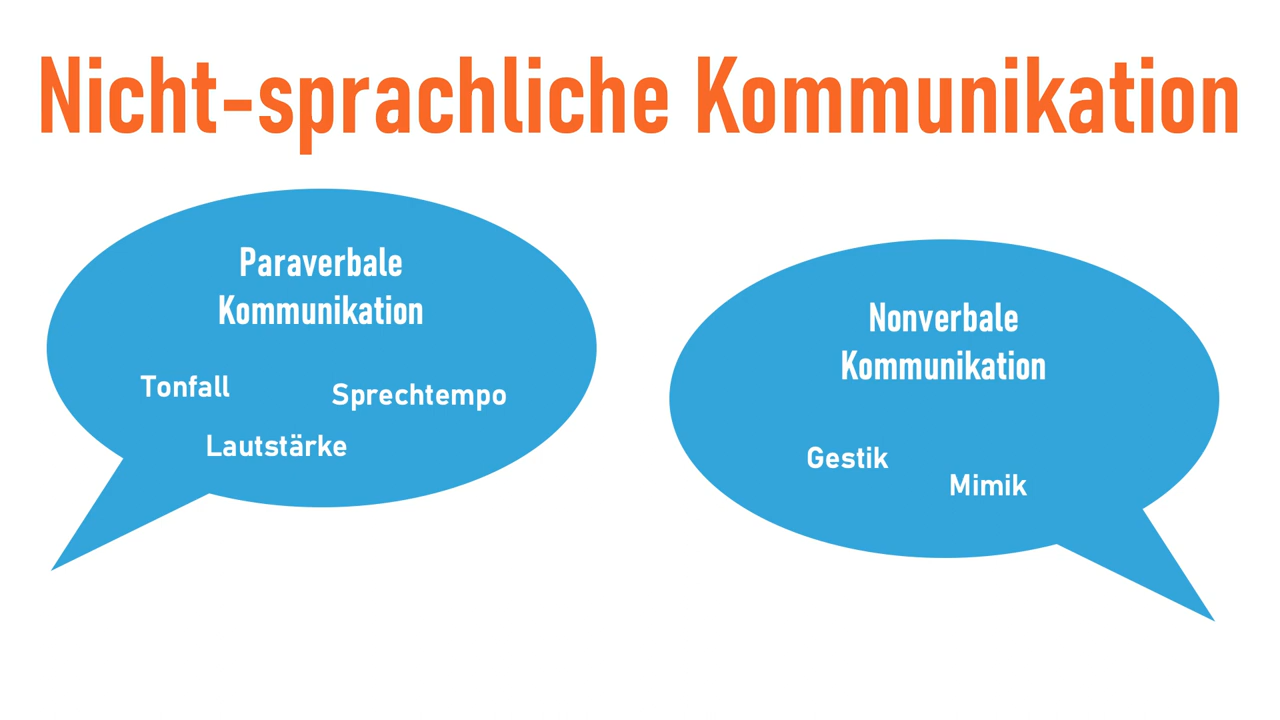 Nicht-sprachliche Kommunikation
Paraverbale
Kommunikation
Tonfall
Sprechtempo
Lautstärke
Nonverbale
Kommunikation
Gestik
Mimik